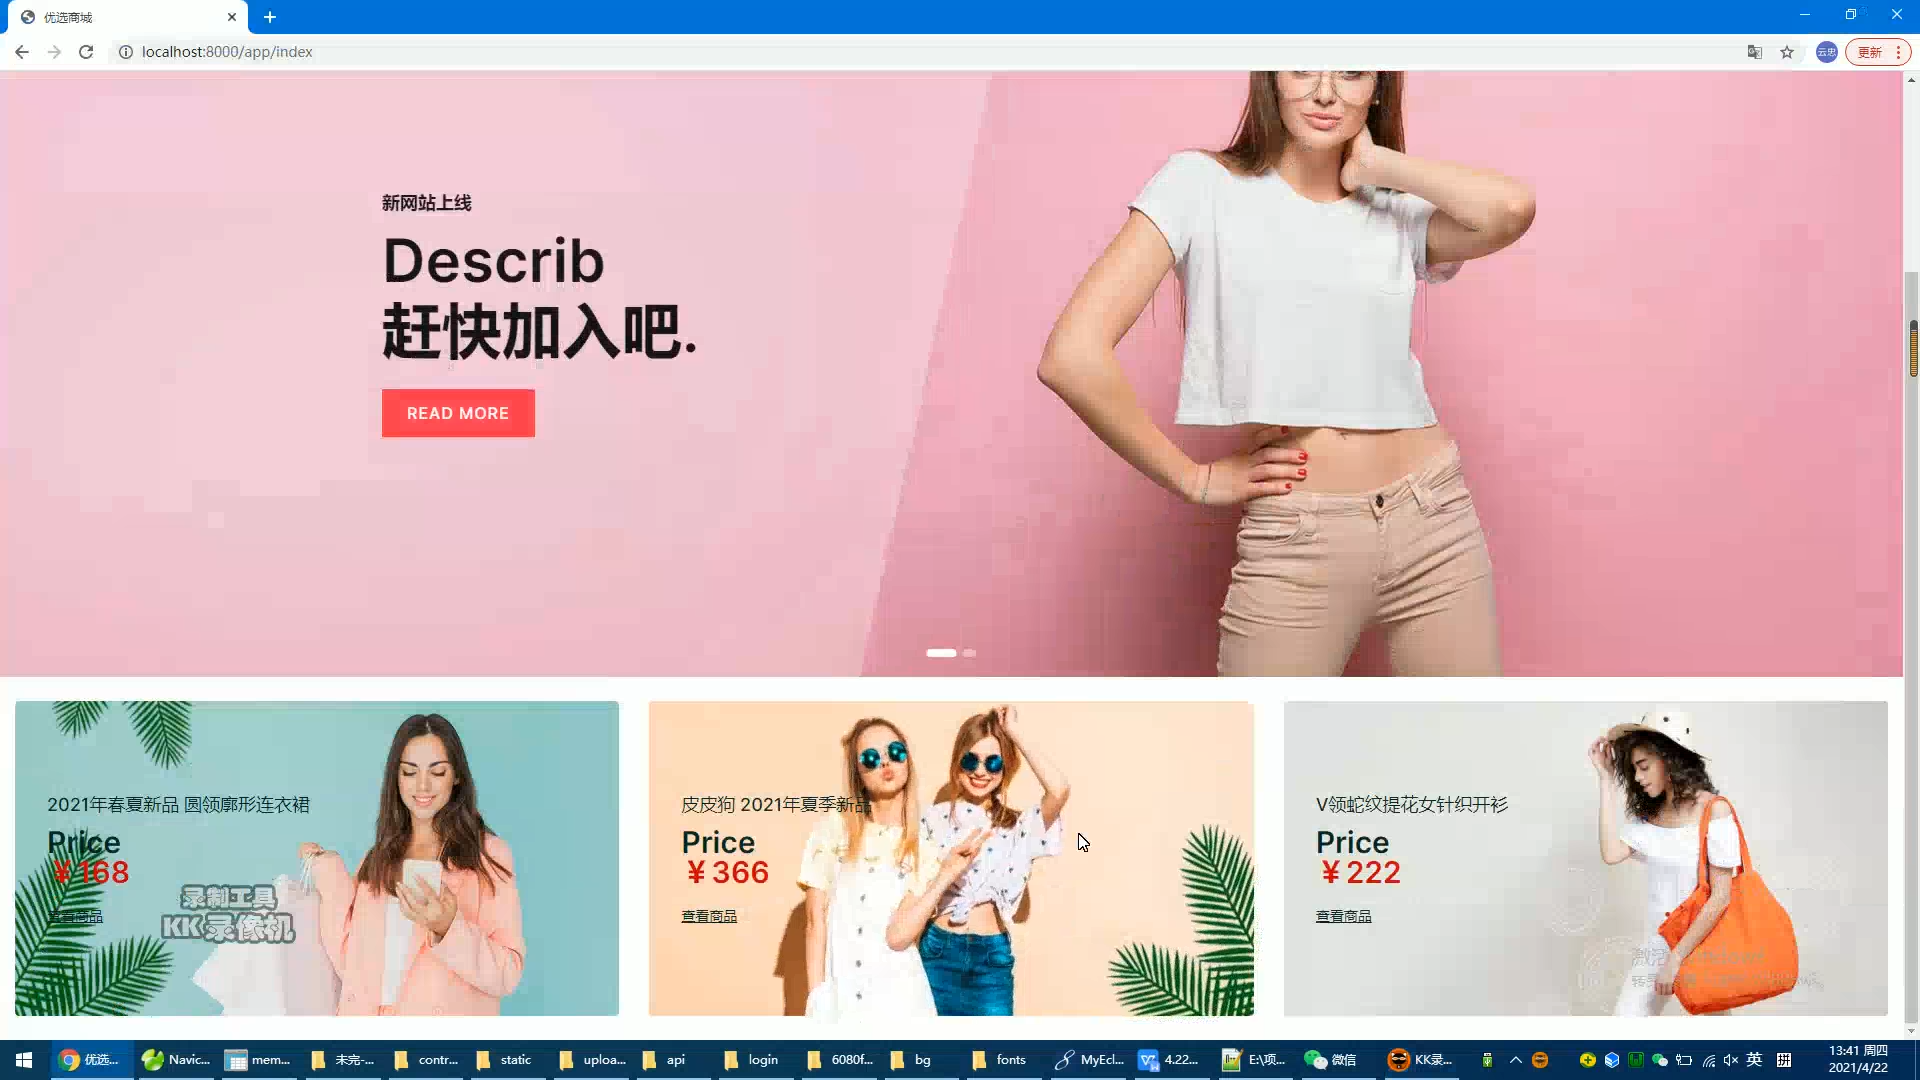 优选商城
localhost:8000/app/index
云忠
更新
新网站上线
Describ
赶快加入吧.
READ MORE
2021年春夏新品 圆领廓形连衣裙
Price
￥168
查看商品
皮皮狗 2021年夏季新品
Price
￥366
查看商品
V领蛇纹提花女针织开衫
Price
￥222
查看商品
录制工具
KK录像机
优选...
Navic...
mem...
未完-...
contr...
static
uploa...
api
login
6080f...
bg
fonts
MyEcl...
4.22...
E:\项...
微信
KK录...
英
拼
13:41 周四
2021/4/22